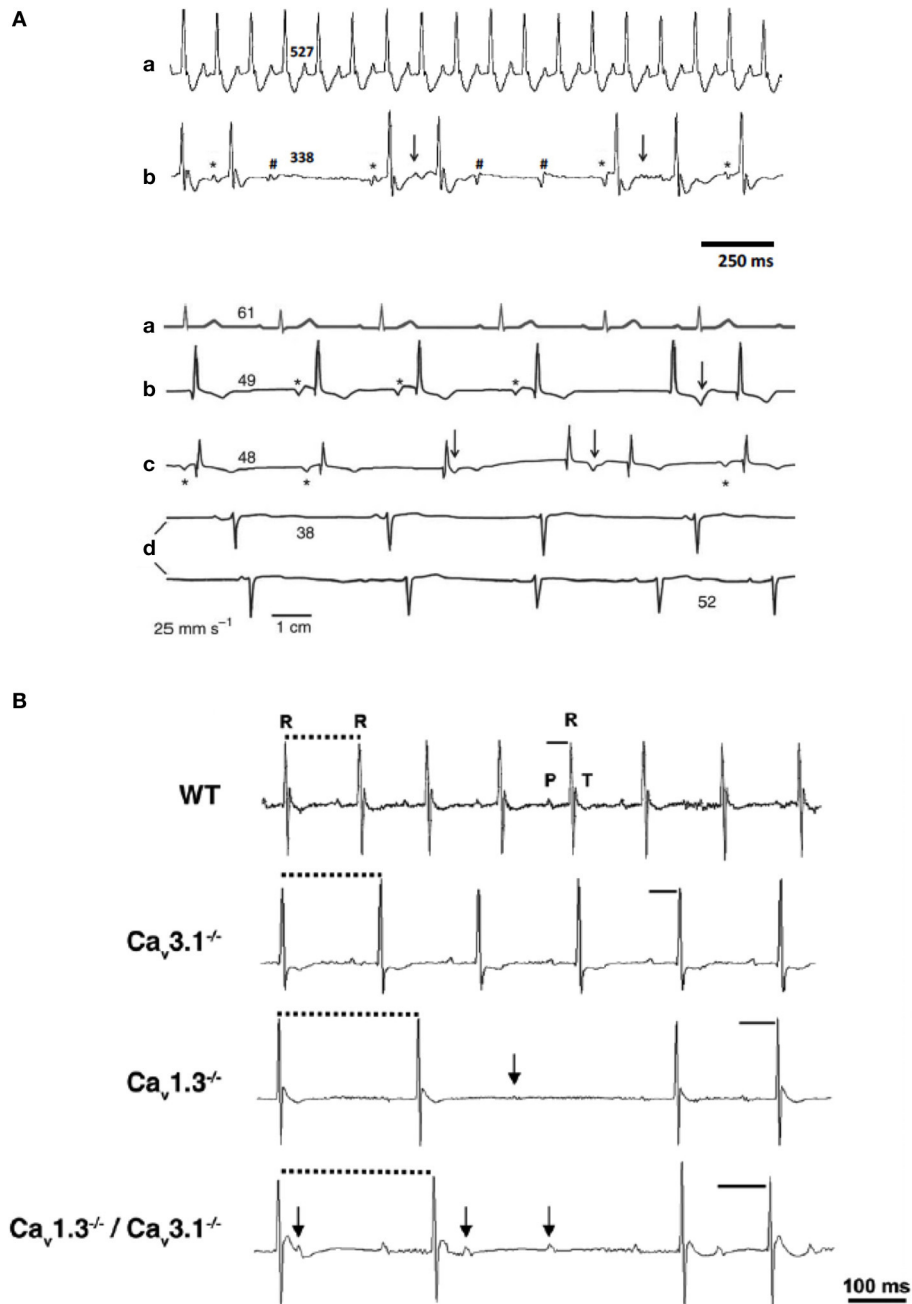 A
a
527
b
* # 338 * ↓ # # * ↓ *
250 ms
a
61
b
49 * * * ↓
c
48 ↓ ↓
* * *
d
38
52
25 mm s⁻¹
1 cm
B
R R R
WT
P T
Caᵥ3.1⁻/⁻
Caᵥ1.3⁻/⁻
Caᵥ1.3⁻/⁻ / Caᵥ3.1⁻/⁻
100 ms